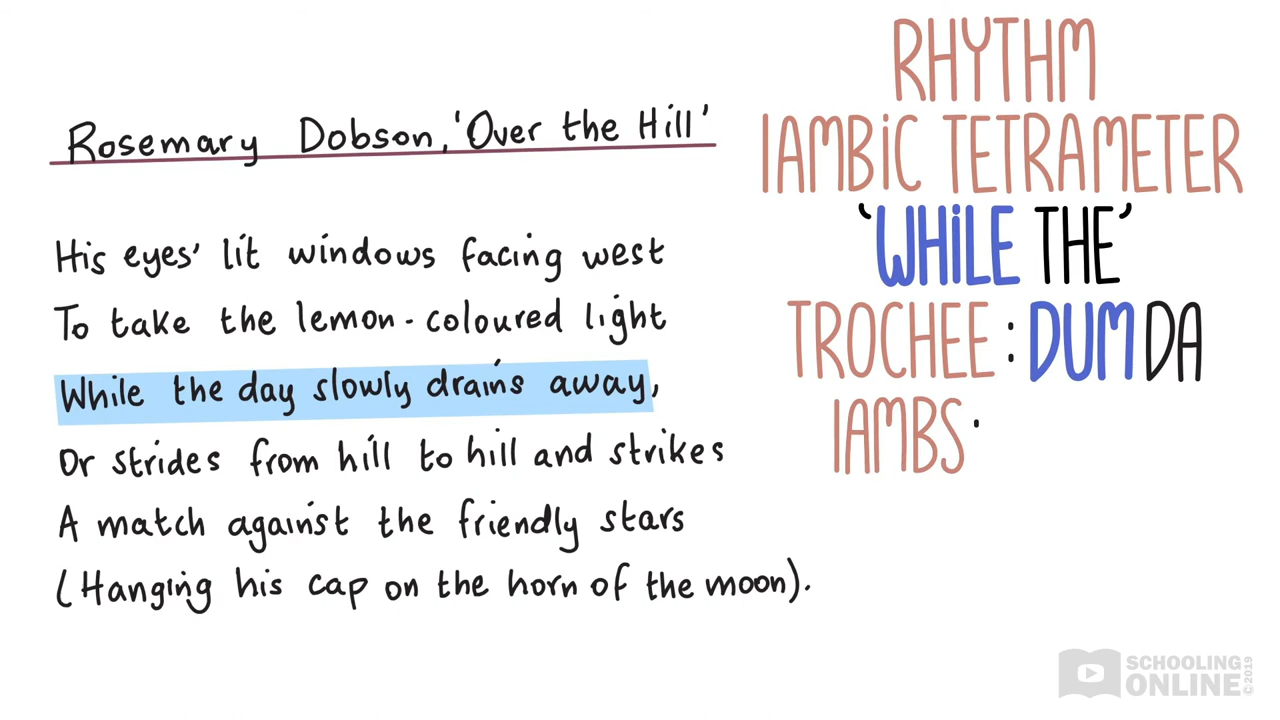 Rosemary Dobson, 'Over the Hill'
His eyes' lit windows facing west
To take the lemon-coloured light
While the day slowly drains away,
Or strides from hill to hill and strikes
A match against the friendly stars
(Hanging his cap on the horn of the moon).
RHYTHM
IAMBIC TETRAMETER
'WHILE THE'
TROCHEE : DUM DA
IAMBS
SCHOOLING
ONLINE
©2019